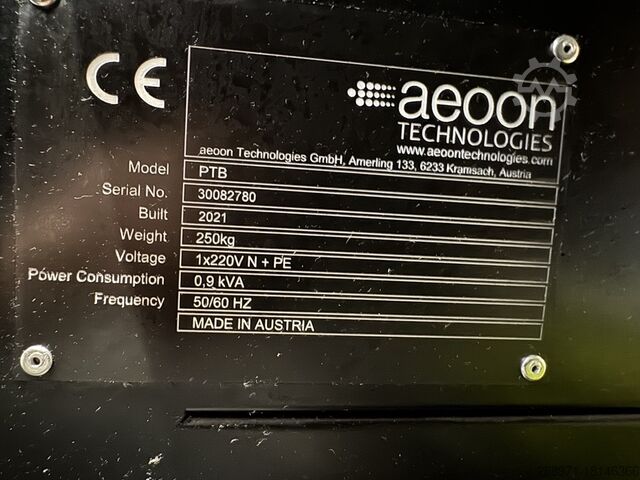 CE
aeoon
TECHNOLOGIES
www.aeoontechnologies.com
aeoon Technologies GmbH, Amerling 133, 6233 Kramsach, Austria
Model PTB
Serial No. 30082780
Built 2021
Weight 250kg
Voltage 1x220V N + PE
Power Consumption 0,9 kVA
Frequency 50/60 HZ
MADE IN AUSTRIA